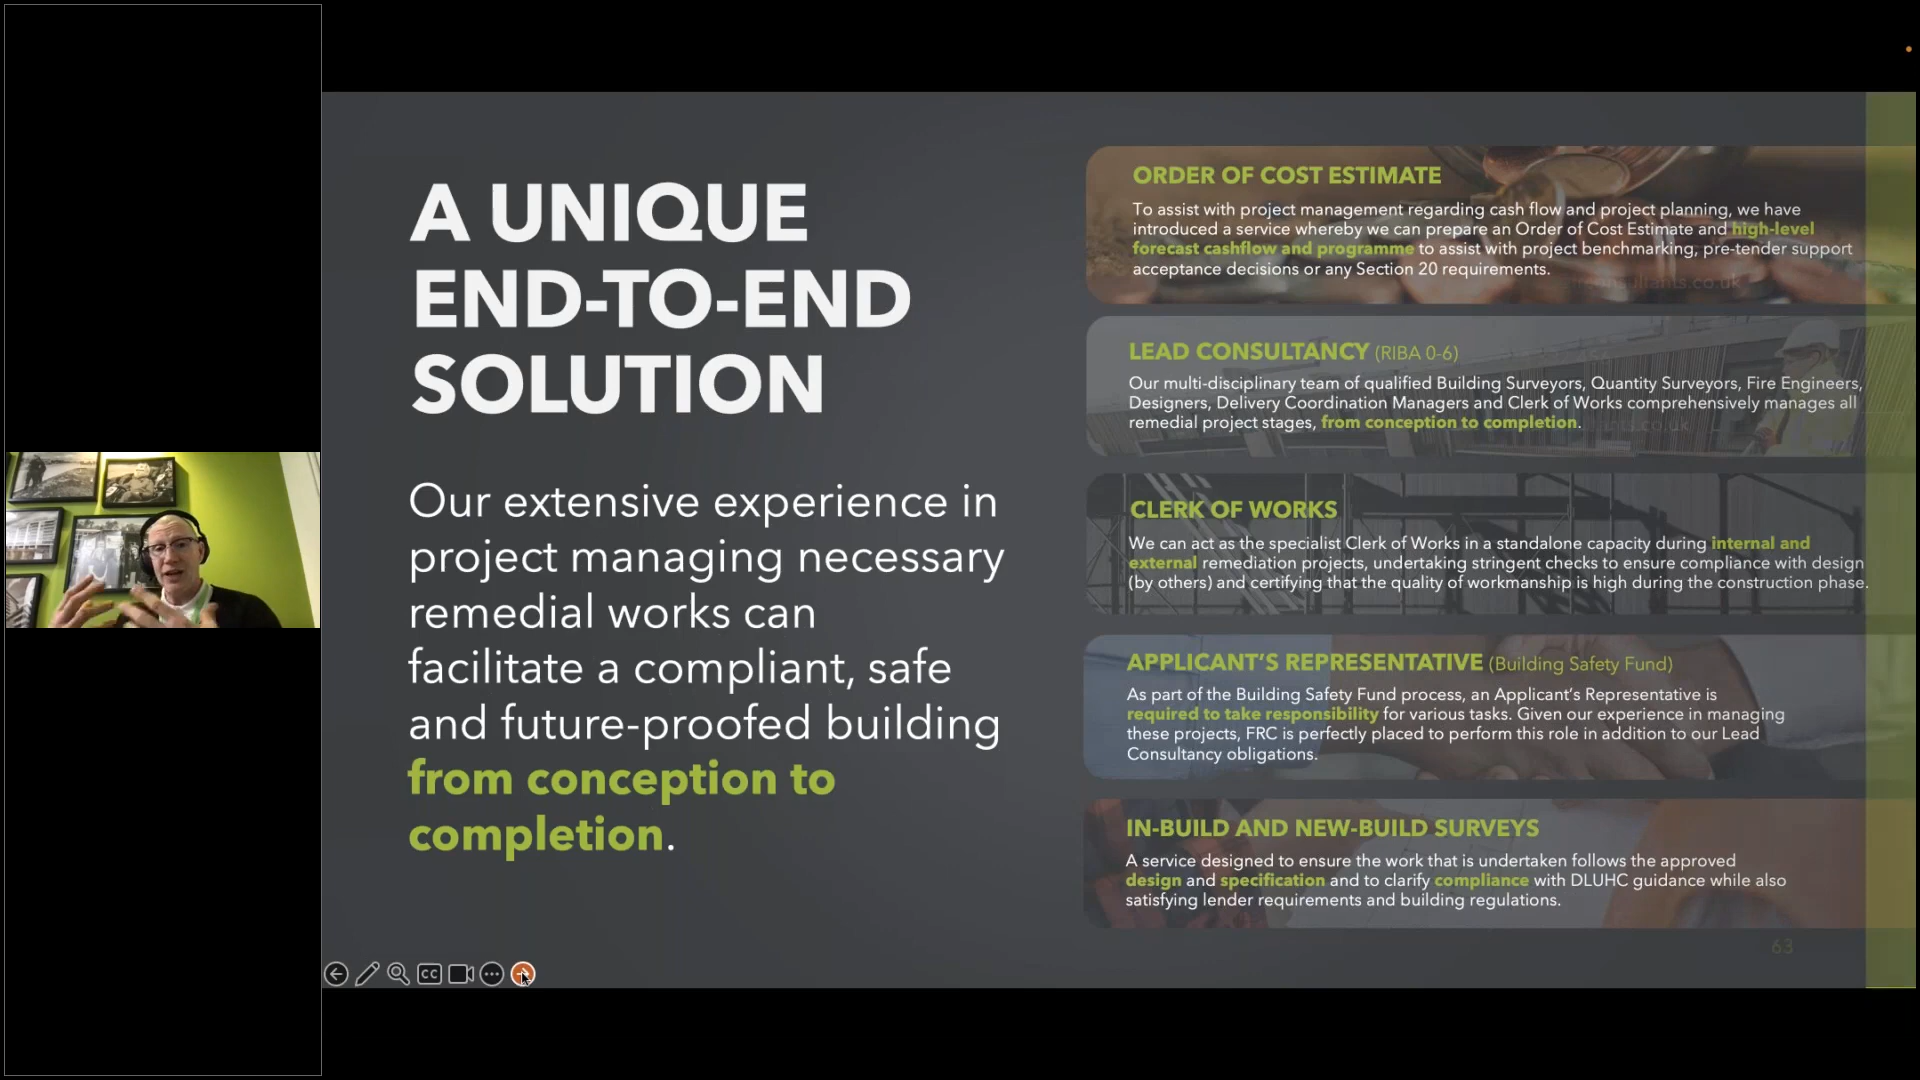 A UNIQUE
END-TO-END
SOLUTION
Our extensive experience in
project managing necessary
remedial works can
facilitate a compliant, safe
and future-proofed building
from conception to
completion.
ORDER OF COST ESTIMATE
To assist with project management regarding cash flow and project planning, we have
introduced a service whereby we can prepare an Order of Cost Estimate and high-level
forecast cashflow and programme to assist with project benchmarking, pre-tender support
acceptance decisions or any Section 20 requirements.
LEAD CONSULTANCY (RIBA 0-6)
Our multi-disciplinary team of qualified Building Surveyors, Quantity Surveyors, Fire Engineers,
Designers, Delivery Coordination Managers and Clerk of Works comprehensively manages all
remedial project stages, from conception to completion.
CLERK OF WORKS
We can act as the specialist Clerk of Works in a standalone capacity during internal and
external remediation projects, undertaking stringent checks to ensure compliance with design
(by others) and certifying that the quality of workmanship is high during the construction phase.
APPLICANT'S REPRESENTATIVE (Building Safety Fund)
As part of the Building Safety Fund process, an Applicant's Representative is
required to take responsibility for various tasks. Given our experience in managing
these projects, FRC is perfectly placed to perform this role in addition to our Lead
Consultancy obligations.
IN-BUILD AND NEW-BUILD SURVEYS
A service designed to ensure the work that is undertaken follows the approved
design and specification and to clarify compliance with DLUHC guidance while also
satisfying lender requirements and building regulations.
63
CC